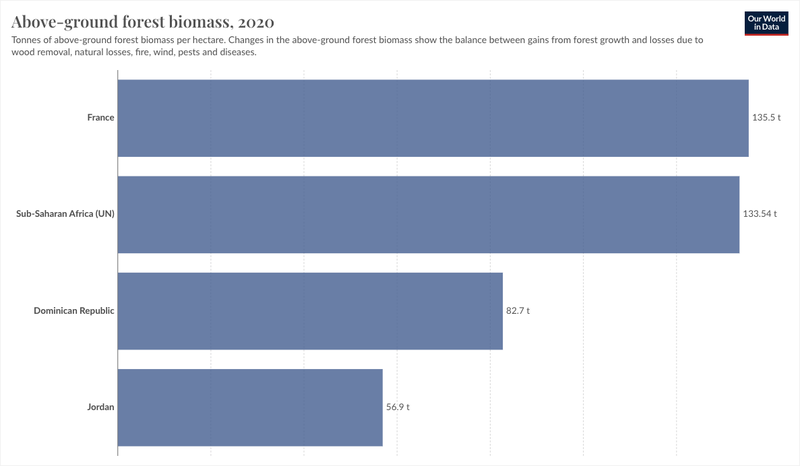 Above-ground forest biomass, 2020
Our World
in Data
Tonnes of above-ground forest biomass per hectare. Changes in the above-ground forest biomass show the balance between gains from forest growth and losses due to
wood removal, natural losses, fire, wind, pests and diseases.
France
135.5 t
Sub-Saharan Africa (UN)
133.54 t
Dominican Republic
82.7 t
Jordan
56.9 t